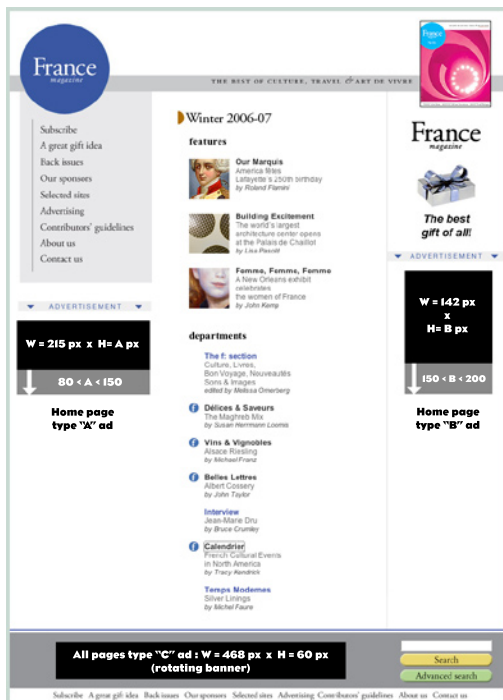 France
magazine
THE BEST OF CULTURE, TRAVEL & ART DE VIVRE
Subscribe
A great gift idea
Back issues
Our sponsors
Selected sites
Advertising
Contributors' guidelines
About us
Contact us
ADVERTISEMENT
W = 215 px x H= A px
80 < A < 150
Home page
type "A" ad
Winter 2006-07
features
Our Marquis
America fêtes
Lafayette's 250th birthday
by Roland Flamini
Building Excitement
The world's largest
architecture center opens
at the Palais de Chaillot
by Lisa
Femme, Femme, Femme
A New Orleans exhibit
celebrates
the women of France
by John Kemp
departments
The f: section
Culture, Livres,
Bon Voyage, Nouveautés
Sons & Images
edited by Melissa Omerberg
f Délices & Saveurs
The Maghreb Mix
by Susan Herrmann Loomis
f Vins & Vignobles
Alsace Riesling
by Michael Franz
f Belles Lettres
Albert Cossery
by John Taylor
Interview
Jean-Marie Dru
by Bruce Crumley
f Calendrier
French Cultural Events
in North America
by Tracy Kendrick
Temps Modernes
Silver Linings
by Michel Faure
France
France
magazine
The best
gift of all!
ADVERTISEMENT
W = 142 px
x
H= B px
150 < B < 200
Home page
type "B" ad
All pages type "C" ad : W = 468 px x H = 60 px
(rotating banner)
Search
Advanced search
Subscribe A great gift idea Back issues Our sponsors Selected sites Advertising Contributors' guidelines About us Contact us